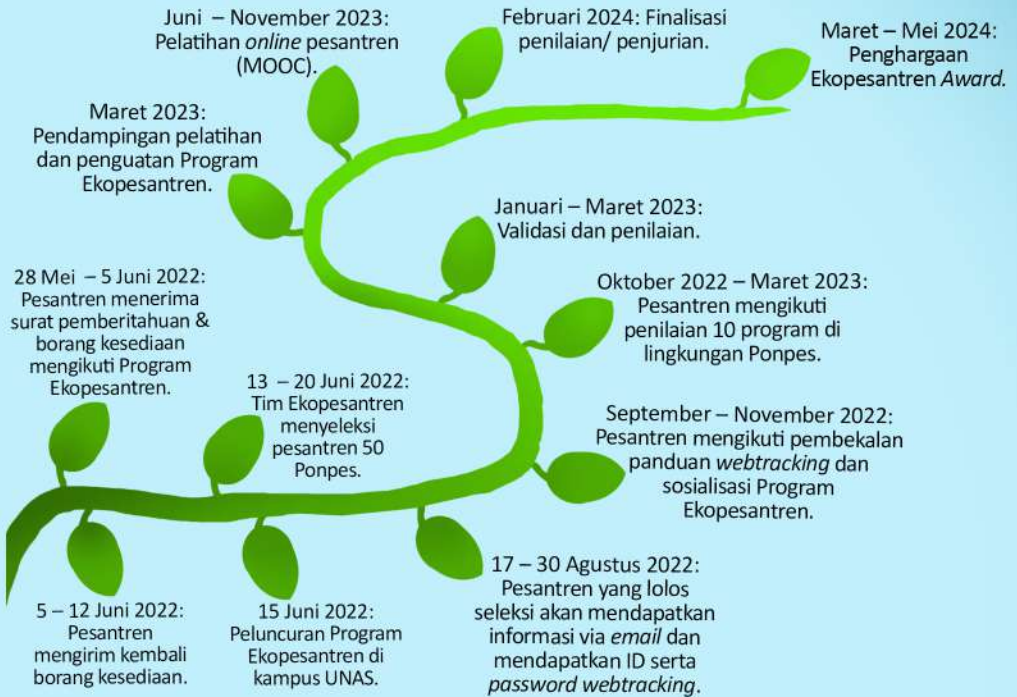 Juni – November 2023:
Pelatihan online pesantren
(MOOC).
Februari 2024: Finalisasi
penilaian/ penjurian.
Maret – Mei 2024:
Penghargaan
Ekopesantren Award.
Maret 2023:
Pendampingan pelatihan
dan penguatan Program
Ekopesantren.
Januari – Maret 2023:
Validasi dan penilaian.
28 Mei – 5 Juni 2022:
Pesantren menerima
surat pemberitahuan &
borang kesediaan
mengikuti Program
Ekopesantren.
Oktober 2022 – Maret 2023:
Pesantren mengikuti
penilaian 10 program di
lingkungan Ponpes.
13 – 20 Juni 2022:
Tim Ekopesantren
menyeleksi
pesantren 50
Ponpes.
September – November 2022:
Pesantren mengikuti pembekalan
panduan webtracking dan
sosialisasi Program
Ekopesantren.
5 – 12 Juni 2022:
Pesantren
mengirim kembali
borang kesediaan.
15 Juni 2022:
Peluncuran Program
Ekopesantren di
kampus UNAS.
17 – 30 Agustus 2022:
Pesantren yang lolos
seleksi akan mendapatkan
informasi via email dan
mendapatkan ID serta
password webtracking.